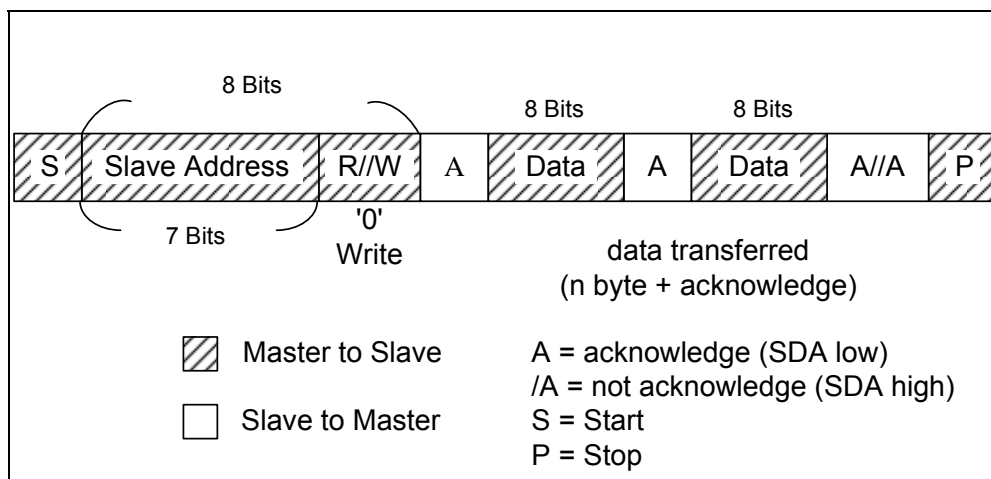 8 Bits 8 Bits 8 Bits
S Slave Address R//W A Data A Data A//A P
7 Bits '0'
Write
data transferred
(n byte + acknowledge)
Master to Slave
Slave to Master
A = acknowledge (SDA low)
/A = not acknowledge (SDA high)
S = Start
P = Stop